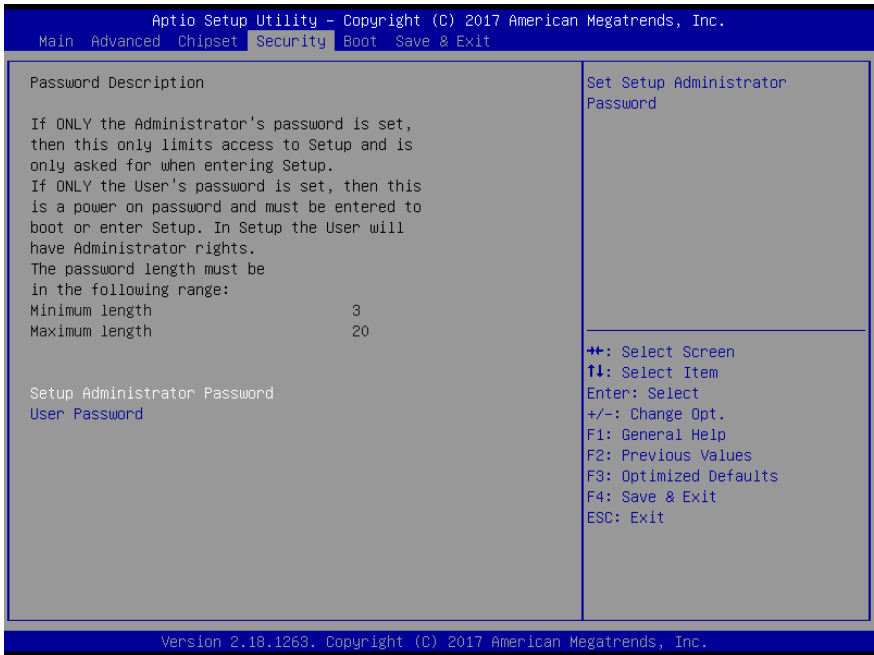 Aptio Setup Utility – Copyright (C) 2017 American Megatrends, Inc.
Main Advanced Chipset Security Boot Save & Exit
Password Description
If ONLY the Administrator's password is set,
then this only limits access to Setup and is
only asked for when entering Setup.
If ONLY the User's password is set, then this
is a power on password and must be entered to
boot or enter Setup. In Setup the User will
have Administrator rights.
The password length must be
in the following range:
Minimum length 3
Maximum length 20
Setup Administrator Password
User Password
Set Setup Administrator
Password
→←: Select Screen
↑↓: Select Item
Enter: Select
+/-: Change Opt.
F1: General Help
F2: Previous Values
F3: Optimized Defaults
F4: Save & Exit
ESC: Exit
Version 2.18.1263. Copyright (C) 2017 American Megatrends, Inc.